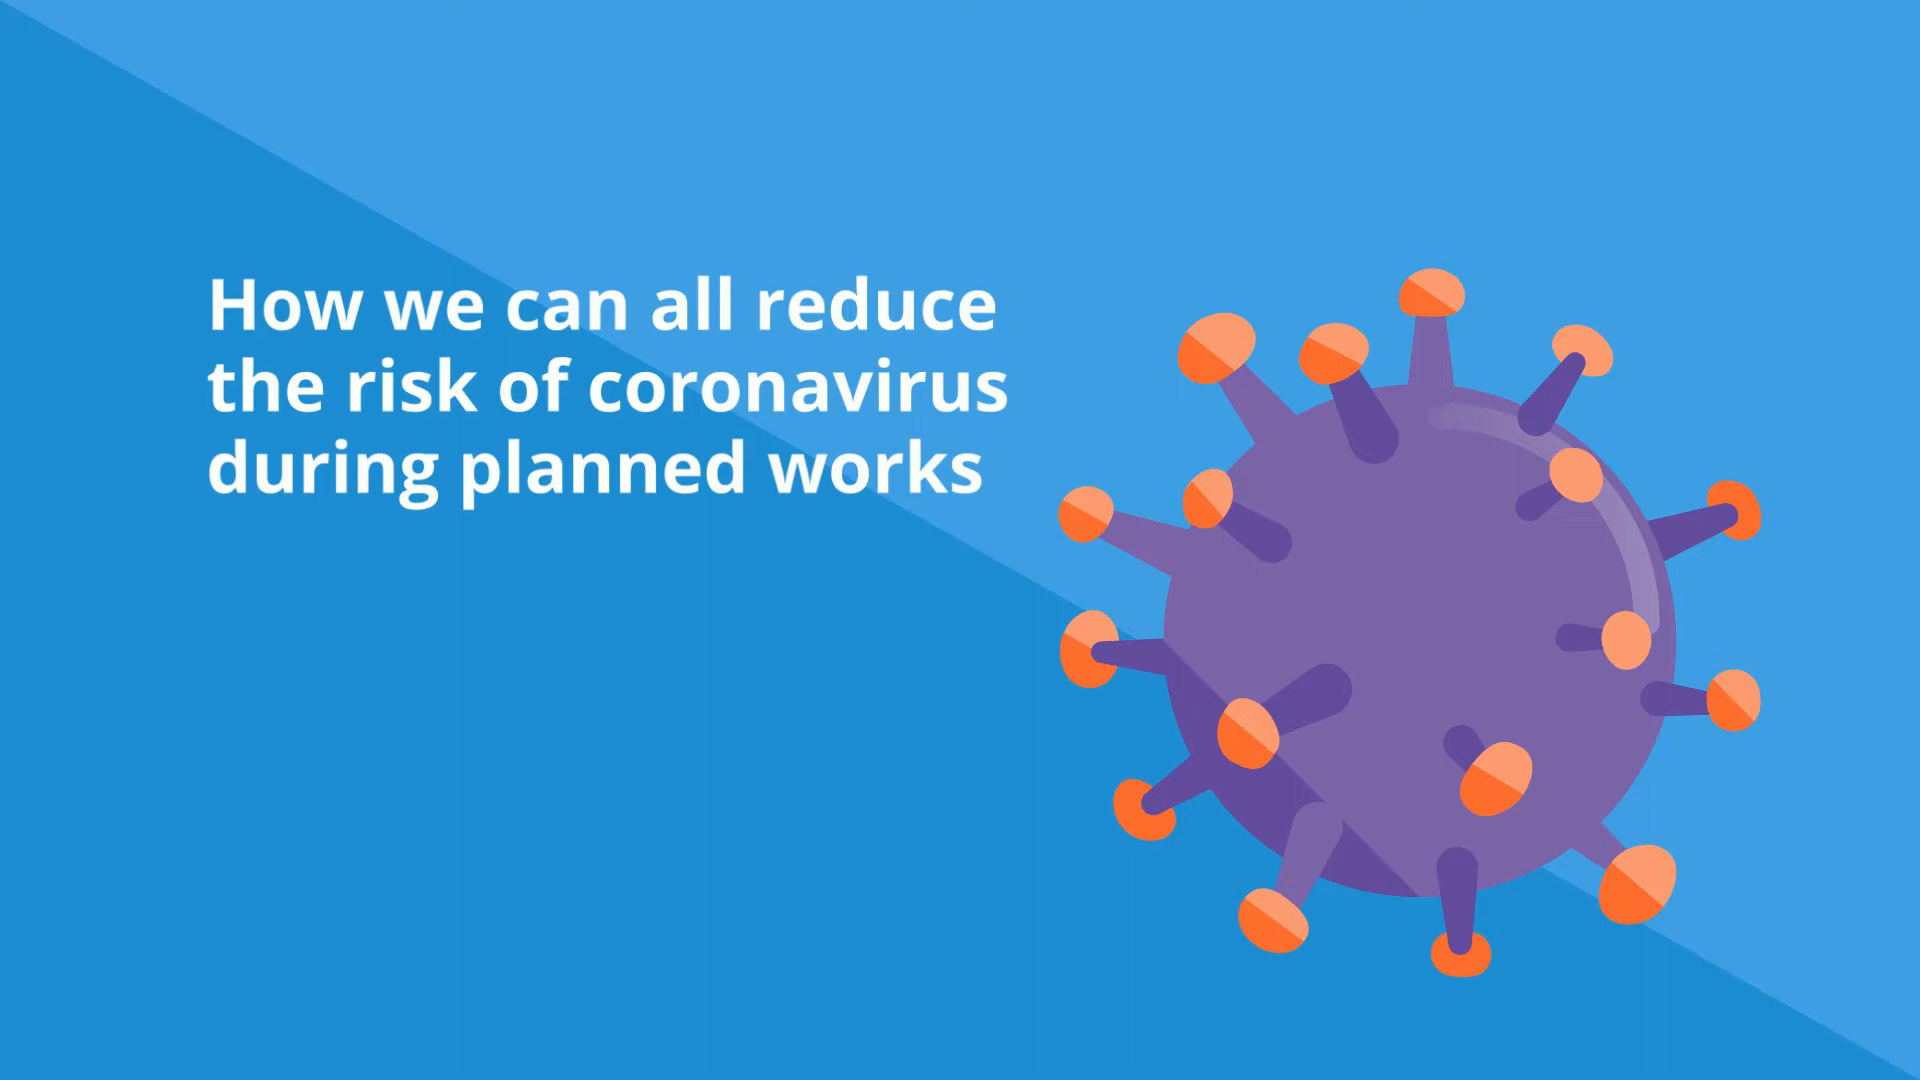 How we can all reduce
the risk of coronavirus
during planned works